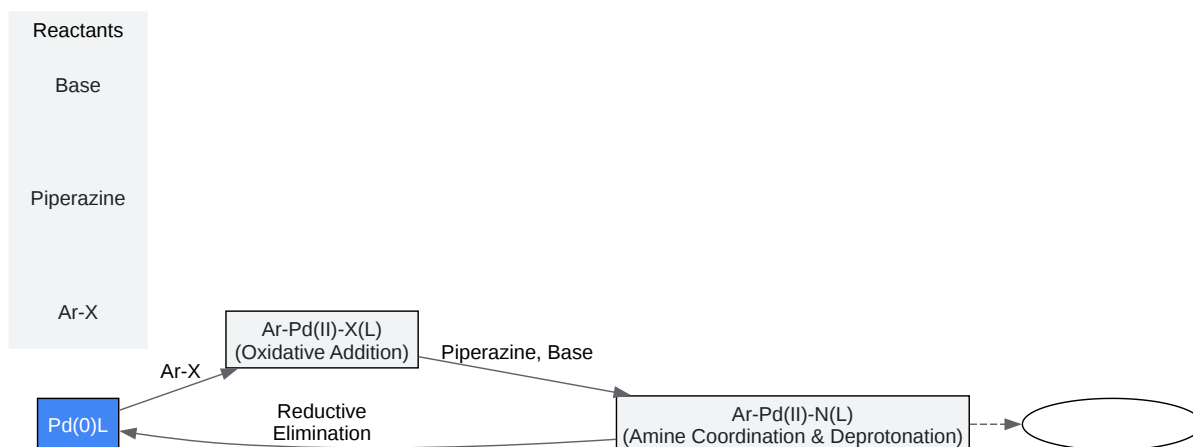 Reactants
Base
Piperazine
Ar-X
Ar-Pd(II)-X(L)
(Oxidative Addition)
Ar-X
Piperazine, Base
Pd(0)L
Reductive
Elimination
Ar-Pd(II)-N(L)
(Amine Coordination & Deprotonation)